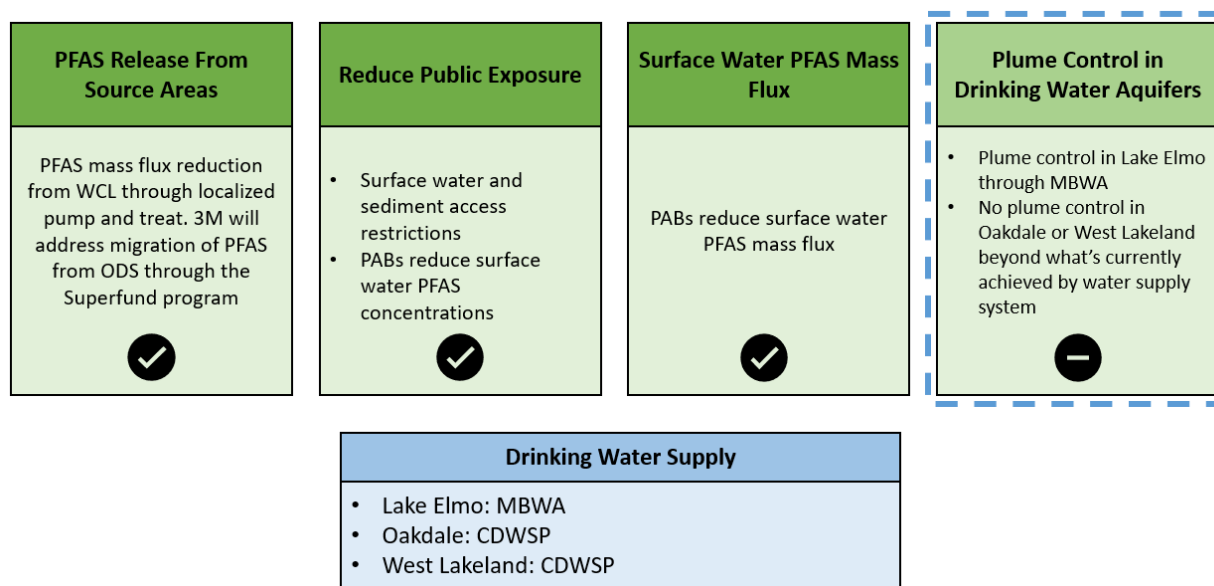 PFAS Release From
Source Areas
PFAS mass flux reduction
from WCL through localized
pump and treat. 3M will
address migration of PFAS
from ODS through the
Superfund program
Reduce Public Exposure
• Surface water and
sediment access
restrictions
• PABs reduce surface
water PFAS
concentrations
Surface Water PFAS Mass
Flux
PABs reduce surface water
PFAS mass flux
Plume Control in
Drinking Water Aquifers
• Plume control in Lake Elmo
through MBWA
• No plume control in
Oakdale or West Lakeland
beyond what's currently
achieved by water supply
system
Drinking Water Supply
• Lake Elmo: MBWA
• Oakdale: CDWSP
• West Lakeland: CDWSP